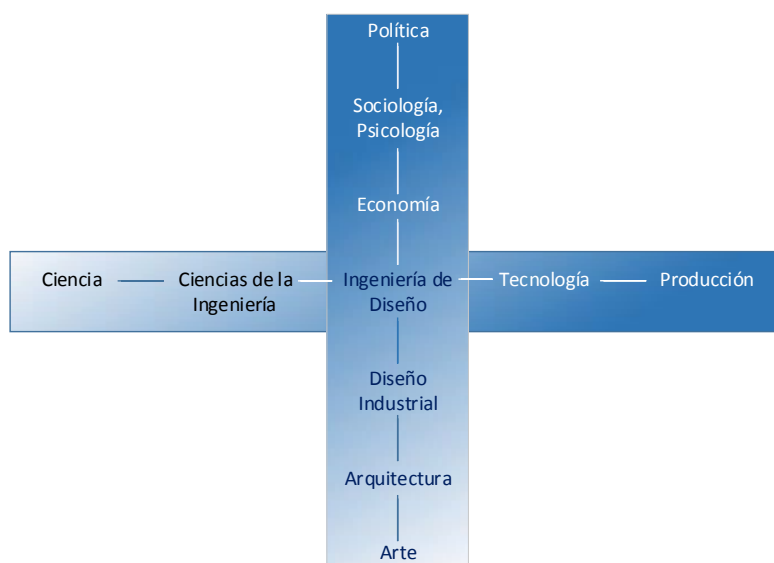 Política
Sociología,
Psicología
Economía
Ciencia
Ciencias de la
Ingeniería
Ingeniería de
Diseño
Tecnología
Producción
Diseño
Industrial
Arquitectura
Arte